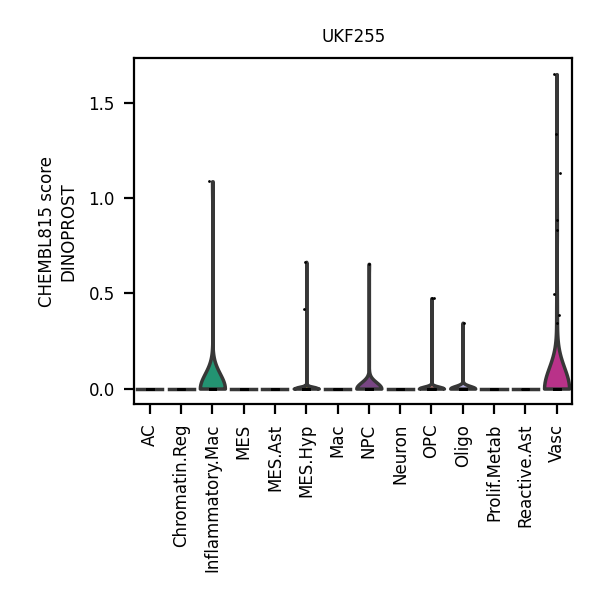 UKF255
CHEMBL815 score
DINOPROST
1.5
1.0
0.5
0.0
AC
Chromatin.Reg
Inflammatory.Mac
MES
MES.Ast
MES.Hyp
Mac
NPC
Neuron
OPC
Oligo
Prolif.Metab
Reactive.Ast
Vasc